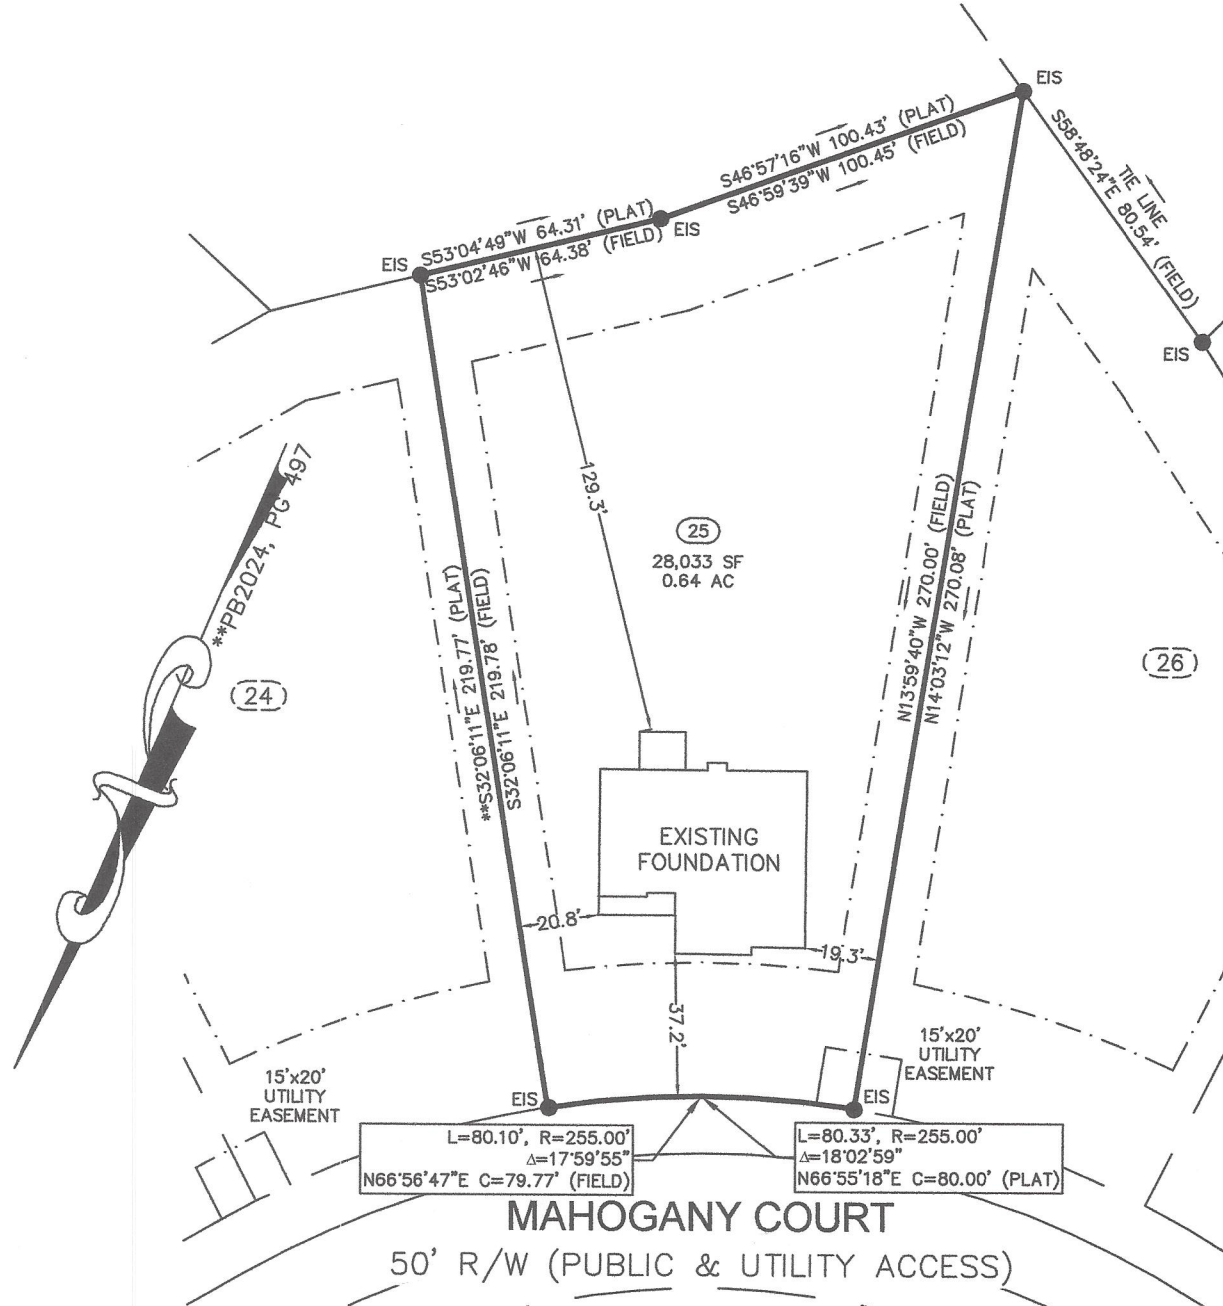 EIS
S46°57'16"W 100.43' (PLAT)
S46°59'39"W 100.45' (FIELD)
S58°48'24"E 80.54' (FIELD)
TIE LINE
EIS
S53°04'49"W 64.31' (PLAT)
S53°02'46"W 64.38' (FIELD)
EIS
EIS
**PB2024, PG 497
129.3'
25
28,033 SF
0.64 AC
N13°59'40"W 270.00' (FIELD)
N14°03'12"W 270.08' (PLAT)
**S32°06'11"E 219.77' (PLAT)
S32°06'11"E 219.78' (FIELD)
24
26
EXISTING
FOUNDATION
20.8'
19.3'
37.2'
15'x20'
UTILITY
EASEMENT
15'x20'
UTILITY
EASEMENT
EIS
EIS
L=80.10', R=255.00'
Δ=17°59'55"
N66°56'47"E C=79.77' (FIELD)
L=80.33', R=255.00'
Δ=18°02'59"
N66°55'18"E C=80.00' (PLAT)
MAHOGANY COURT
50' R/W (PUBLIC & UTILITY ACCESS)